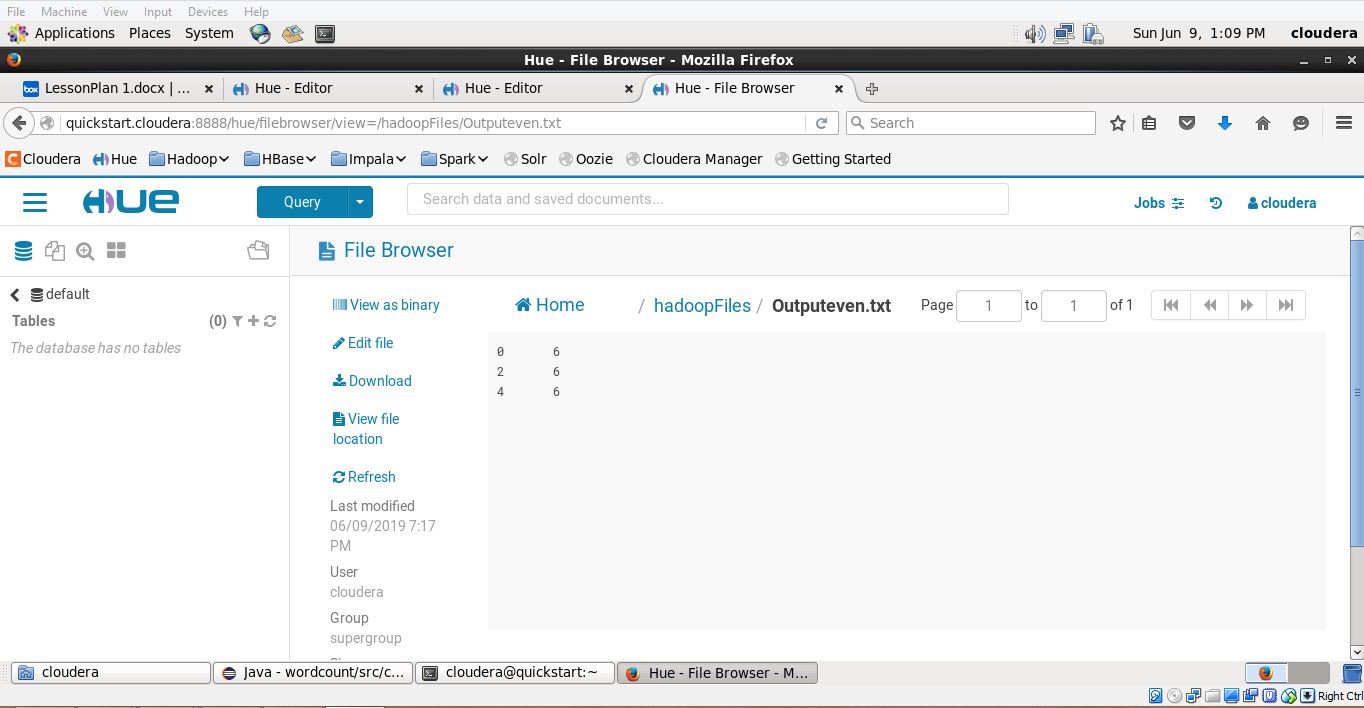 File Machine View Input Devices Help
Applications Places System Sun Jun 9, 1:09 PM cloudera
Hue - File Browser - Mozilla Firefox
LessonPlan 1.docx | ... Hue - Editor Hue - Editor Hue - File Browser
quickstart.cloudera:8888/hue/filebrowser/view=/hadoopFiles/Outputeven.txt Search
Cloudera Hue Hadoop HBase Impala Spark Solr Oozie Cloudera Manager Getting Started
HUE Query Search data and saved documents... Jobs cloudera
File Browser
default
Tables (0)
The database has no tables
View as binary
Edit file
Download
View file
location
Refresh
Last modified
06/09/2019 7:17
PM
User
cloudera
Group
supergroup
Home / hadoopFiles / Outputeven.txt Page 1 to 1 of 1
0 6
2 6
4 6
cloudera Java - wordcount/src/c... cloudera@quickstart:~ Hue - File Browser - M...
Right Ctrl